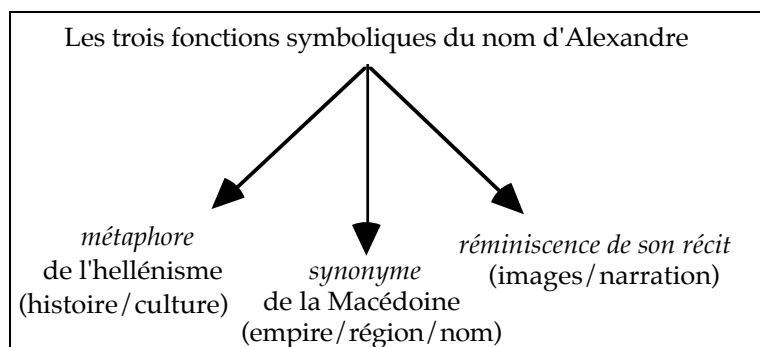 Les trois fonctions symboliques du nom d'Alexandre
métaphore
de l'hellénisme
(histoire/culture)
synonyme
de la Macédoine
(empire/région/nom)
réminiscence de son récit
(images/narration)